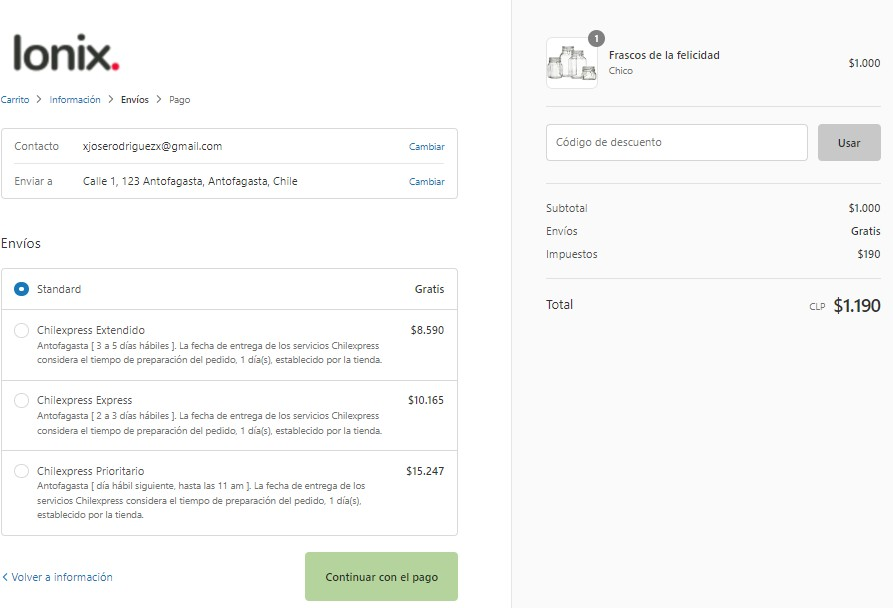 lonix.
Carrito > Información > Envíos > Pago
Contacto xjoserodriguezx@gmail.com Cambiar
Enviar a Calle 1, 123 Antofagasta, Antofagasta, Chile Cambiar
Envíos
Standard Gratis
Chilexpress Extendido $8.590
Antofagasta [ 3 a 5 días hábiles ]. La fecha de entrega de los servicios Chilexpress
considera el tiempo de preparación del pedido, 1 día(s), establecido por la tienda.
Chilexpress Express $10.165
Antofagasta [ 2 a 3 días hábiles ]. La fecha de entrega de los servicios Chilexpress
considera el tiempo de preparación del pedido, 1 día(s), establecido por la tienda.
Chilexpress Prioritario $15.247
Antofagasta [ día hábil siguiente, hasta las 11 am ]. La fecha de entrega de los
servicios Chilexpress considera el tiempo de preparación del pedido, 1 día(s),
establecido por la tienda.
< Volver a información
Continuar con el pago
1
Frascos de la felicidad
Chico
$1.000
Código de descuento
Usar
Subtotal $1.000
Envíos Gratis
Impuestos $190
Total CLP $1.190